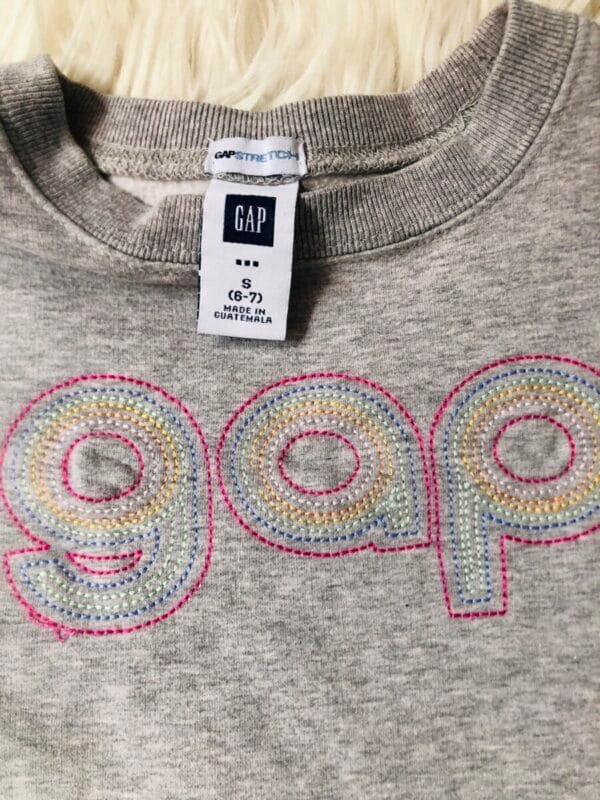 GAPSTRETCH
GAP
S
(6-7)
MADE IN
GUATEMALA
gap